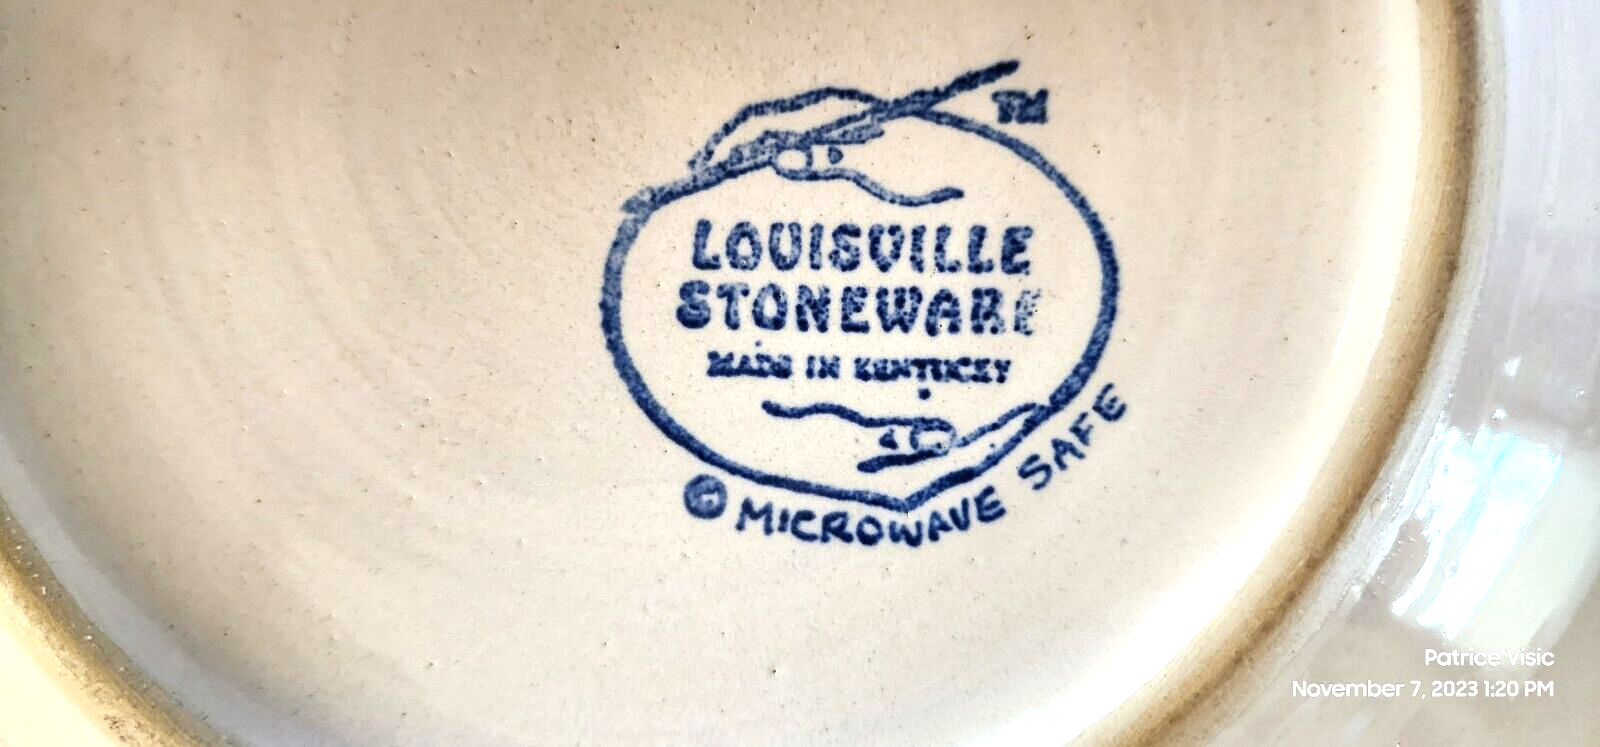 TM
LOUISVILLE
STONEWARE
MADE IN KENTUCKY
© MICROWAVE SAFE
Patrice Visic
November 7, 2023 1:20 PM